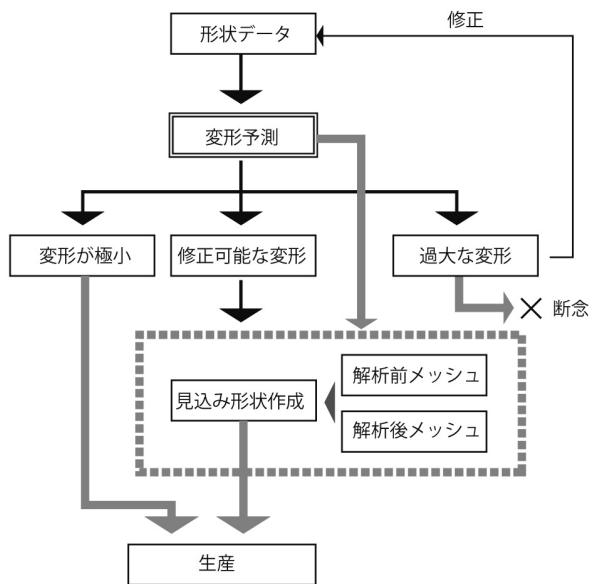 修正
形状データ
変形予測
変形が極小
修正可能な変形
過大な変形
断念
解析前メッシュ
見込み形状作成
解析後メッシュ
生産